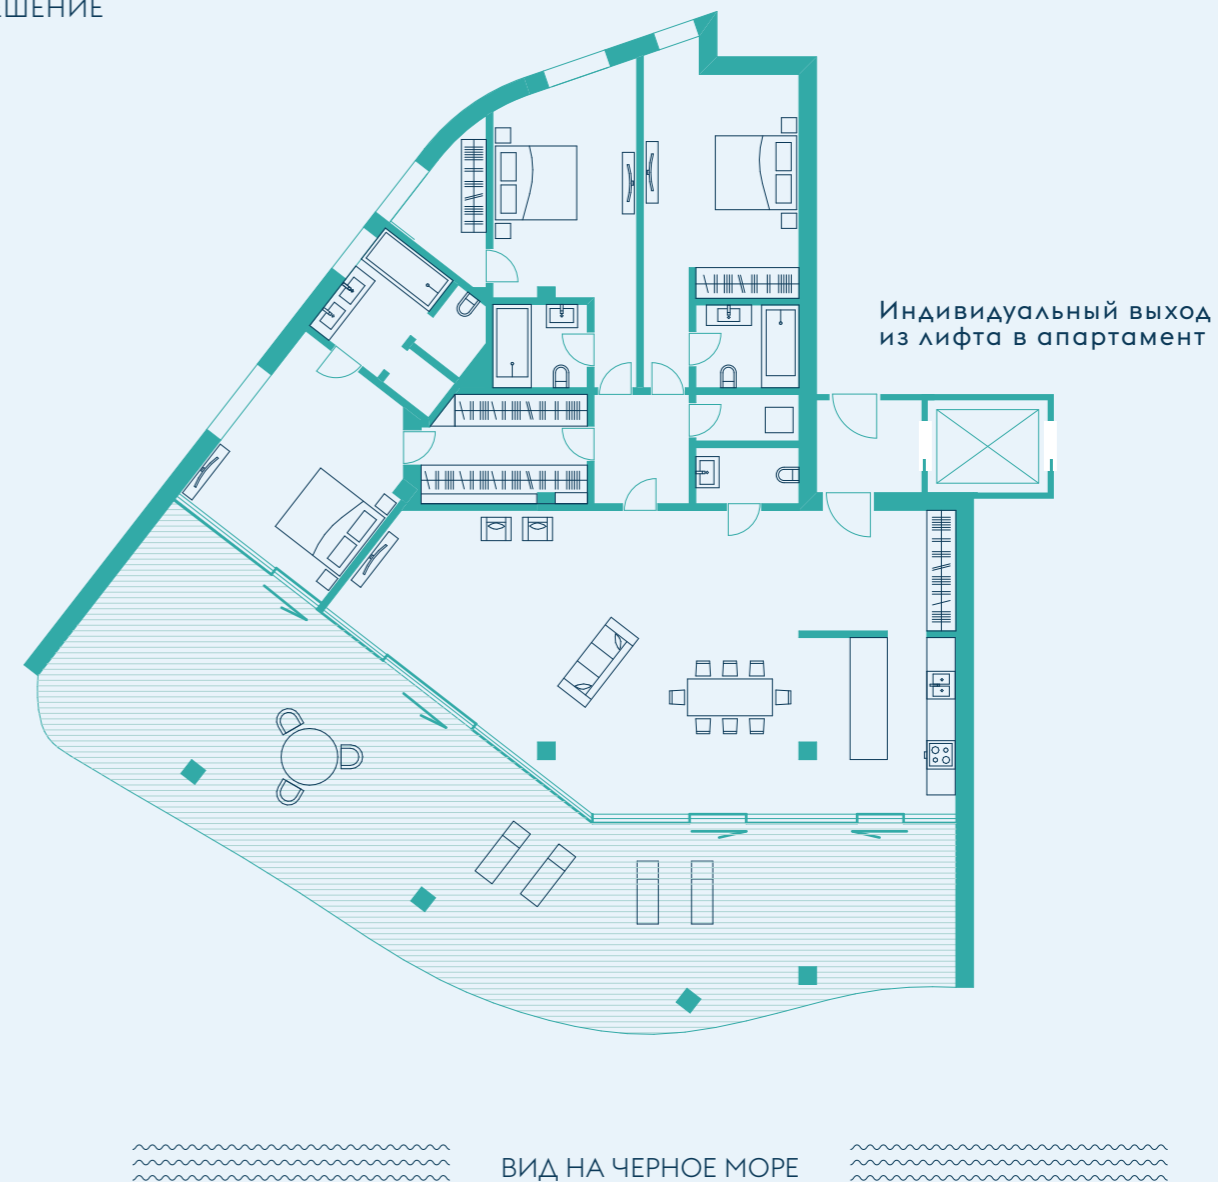 Индивидуальный выход
из лифта в апартамент
ВИД НА ЧЕРНОЕ МОРЕ